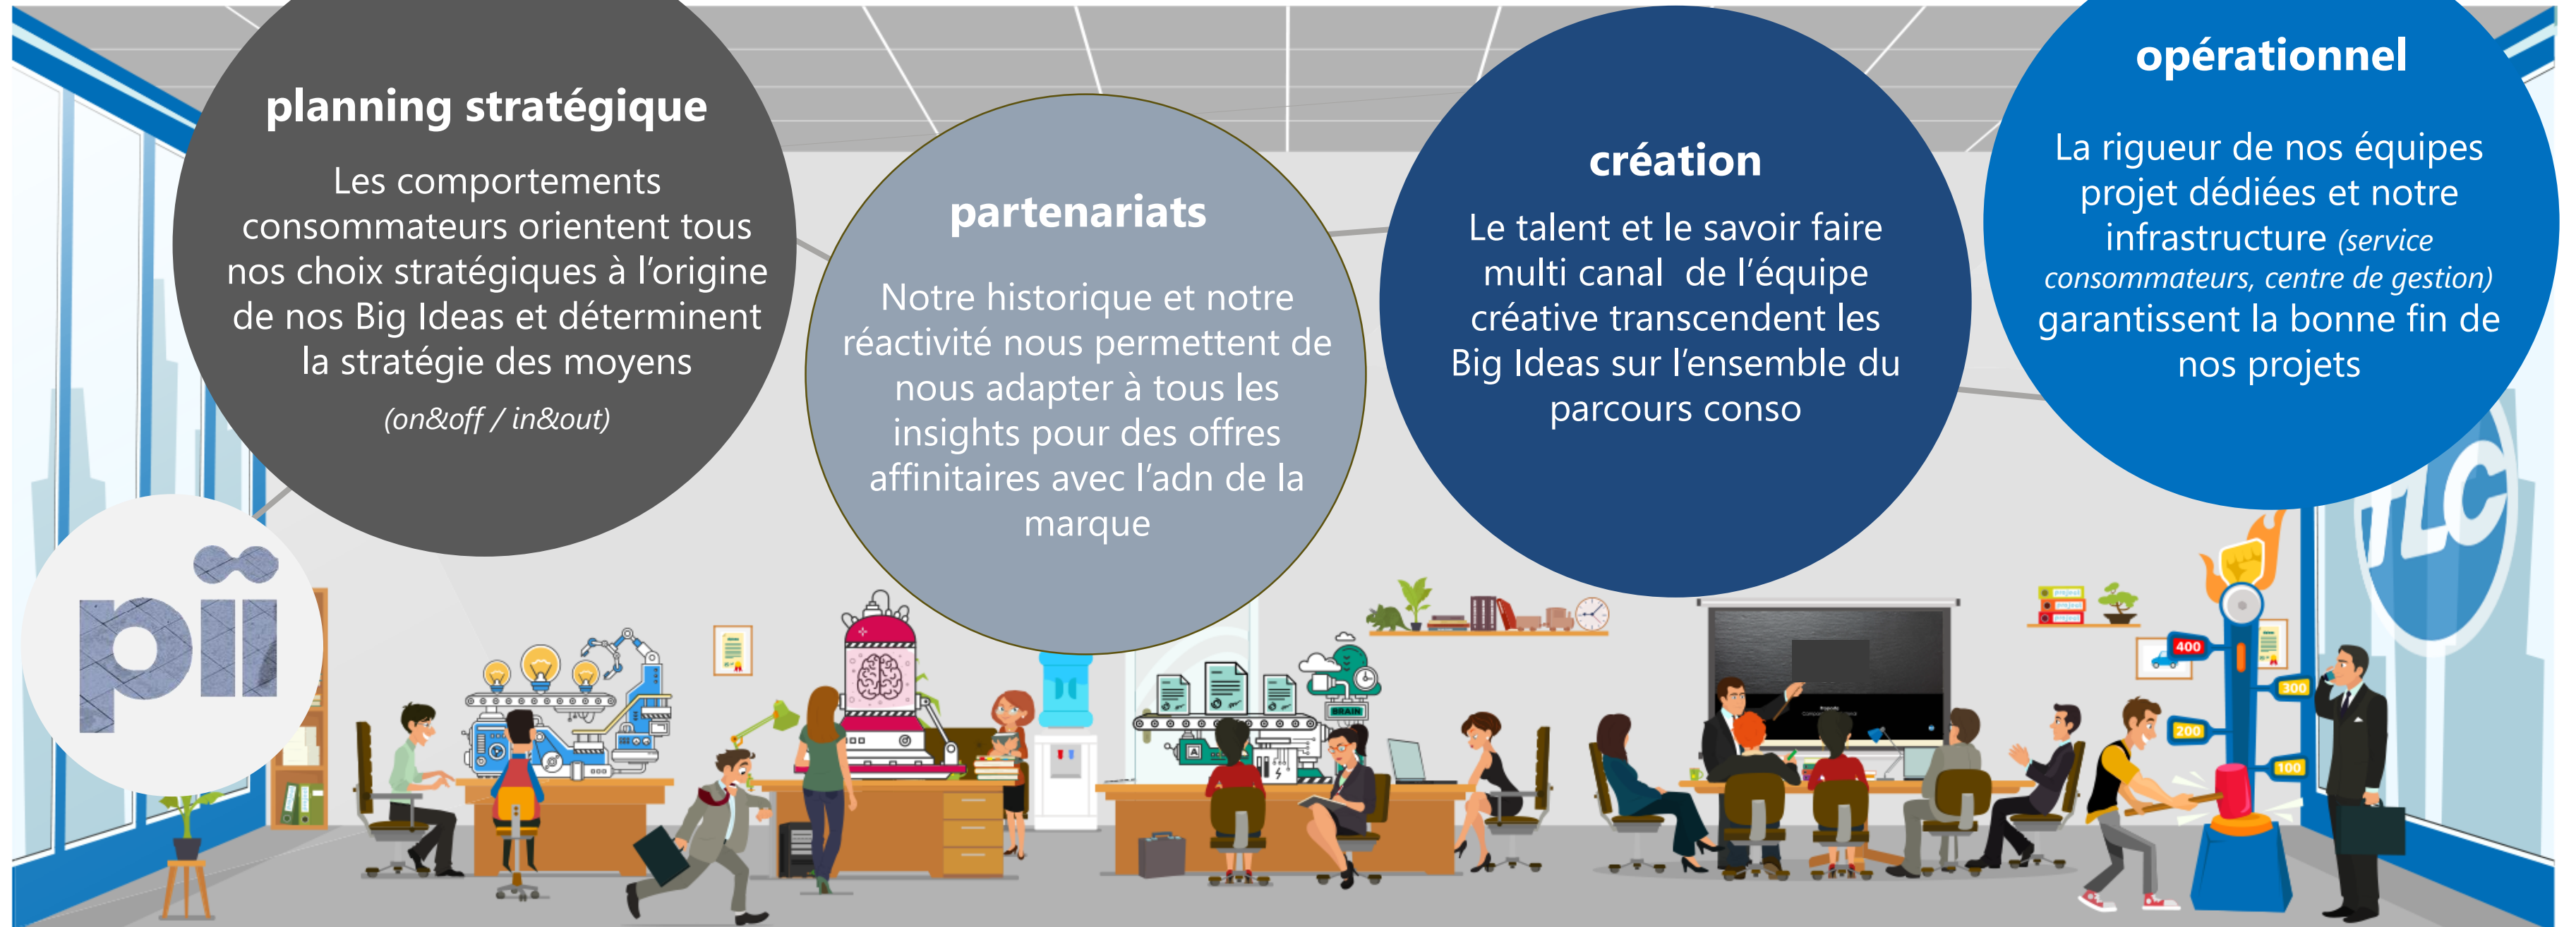 planning stratégique
Les comportements
consommateurs orientent tous
nos choix stratégiques à l'origine
de nos Big Ideas et déterminent
la stratégie des moyens
(on&off / in&out)
partenariats
Notre historique et notre
réactivité nous permettent de
nous adapter à tous les
insights pour des offres
affinitaires avec l'adn de la
marque
création
Le talent et le savoir faire
multi canal  de l'équipe
créative transcendent les
Big Ideas sur l'ensemble du
parcours conso
opérationnel
La rigueur de nos équipes
projet dédiées et notre
infrastructure (service
consommateurs, centre de gestion)
garantissent la bonne fin de
nos projets
pii
TLC
BRAIN
A
400
300
200
100